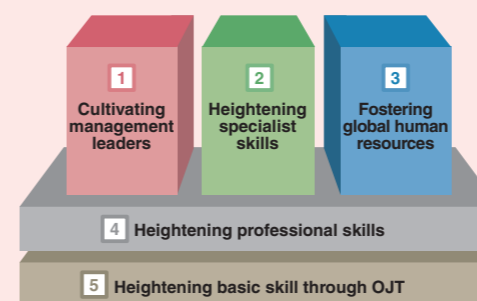 1
Cultivating
management
leaders
2
Heightening
specialist
skills
3
Fostering
global human
resources
4 Heightening professional skills
5 Heightening basic skill through OJT